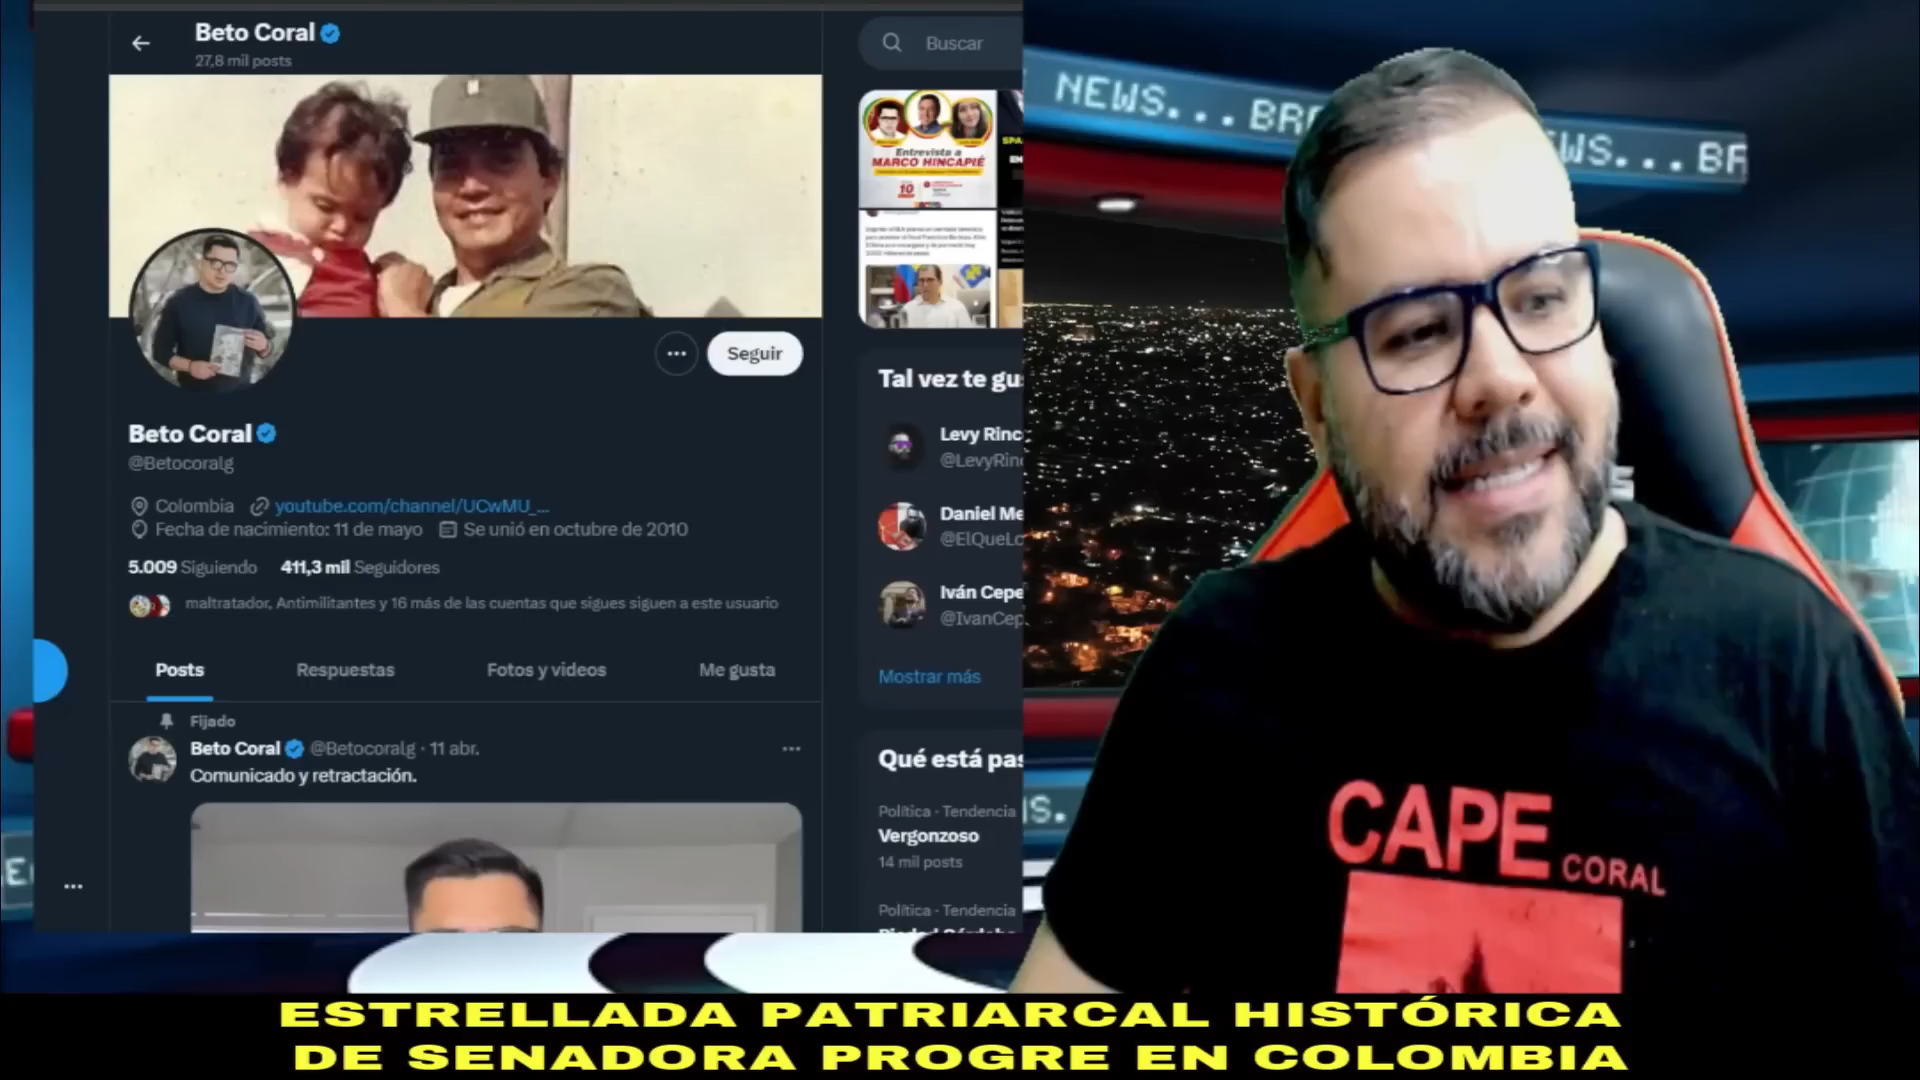 Beto Coral
27,8 mil posts
Buscar
Entrevista a
MARCO HINCAPIÉ
10
Seguir
Beto Coral
@Betocoralg
Colombia youtube.com/channel/UCwMU_...
Fecha de nacimiento: 11 de mayo Se unió en octubre de 2010
5.009 Siguiendo 411,3 mil Seguidores
maltratador, Antimilitantes y 16 más de las cuentas que sigues siguen a este usuario
Posts Respuestas Fotos y videos Me gusta
Fijado
Beto Coral @Betocoralg · 11 abr.
Comunicado y retractación.
Tal vez te gus
Levy Rinc
@LevyRin
Daniel Me
@ElQueLo
Iván Cepe
@IvanCep
Mostrar más
Qué está pas
Política · Tendencia
Vergonzoso
14 mil posts
Política · Tendencia
NEWS... BR
WS... BR
CAPE CORAL
ESTRELLADA PATRIARCAL HISTÓRICA
DE SENADORA PROGRE EN COLOMBIA